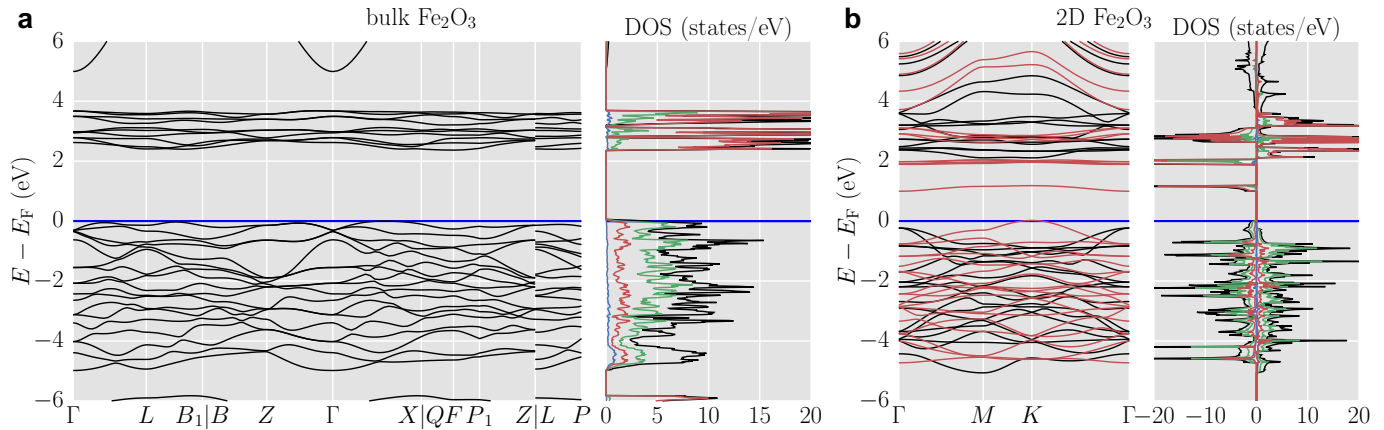 a
bulk Fe₂O₃
DOS (states/eV)
b
2D Fe₂O₃
DOS (states/eV)
E − E_F (eV)
6
4
2
0
−2
−4
−6
Γ L B₁|B Z Γ X|QF P₁ Z|L P
0 5 10 15 20
E − E_F (eV)
6
4
2
0
−2
−4
−6
Γ M K Γ
−20 −10 0 10 20